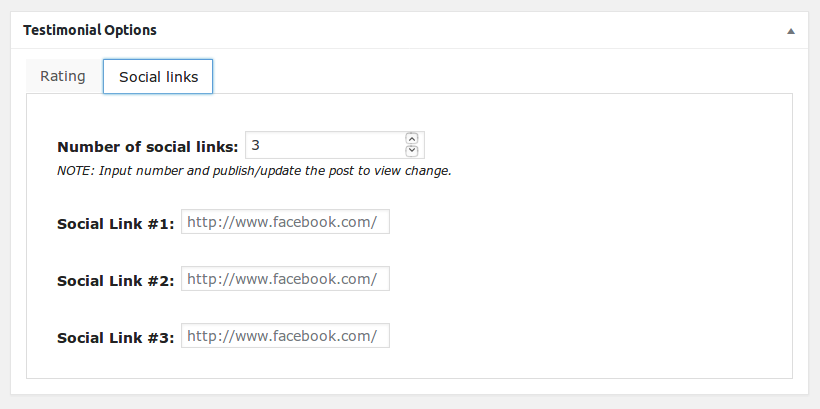 Testimonial Options
Rating
Social links
Number of social links: 3
NOTE: Input number and publish/update the post to view change.
Social Link #1: http://www.facebook.com/
Social Link #2: http://www.facebook.com/
Social Link #3: http://www.facebook.com/